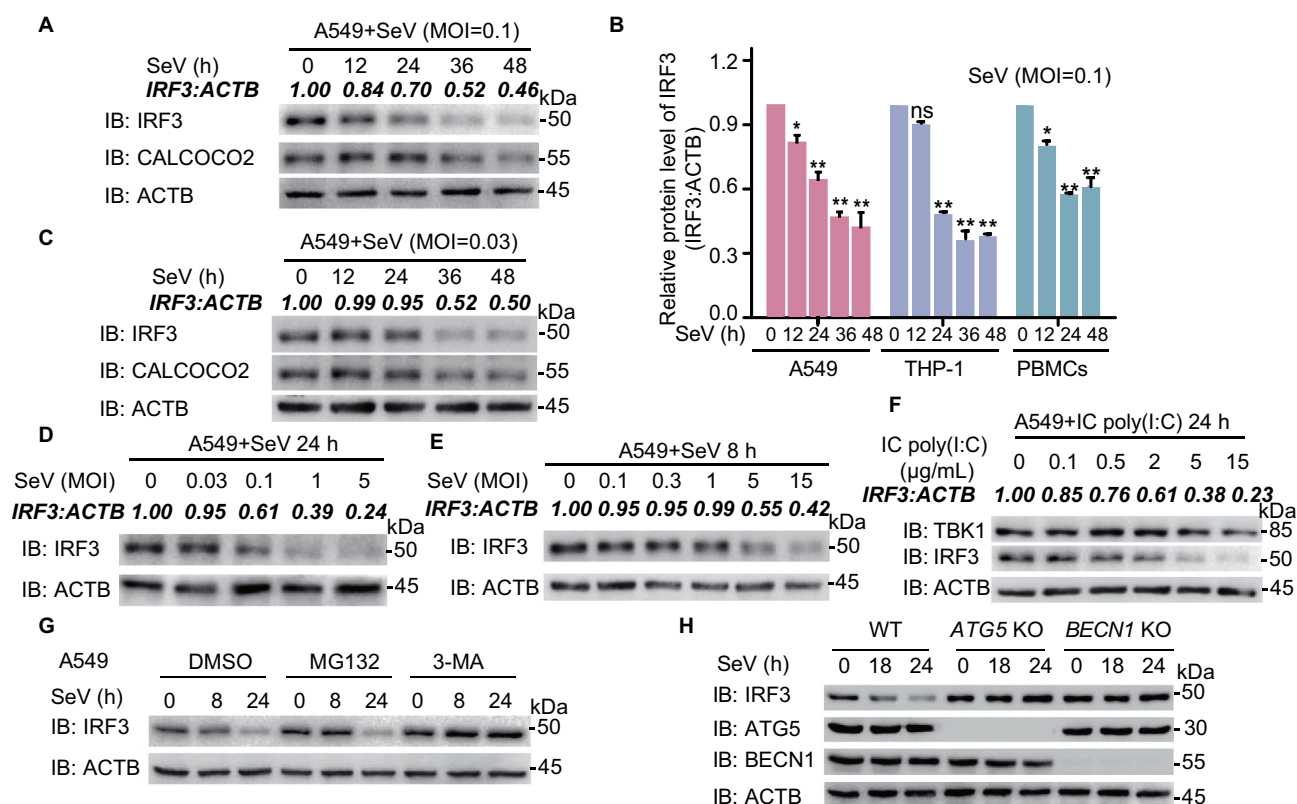 A
A549+SeV (MOI=0.1)
SeV (h) 0 12 24 36 48
IRF3:ACTB 1.00 0.84 0.70 0.52 0.46
kDa
IB: IRF3 -50
IB: CALCOCO2 -55
IB: ACTB -45
B
SeV (MOI=0.1)
Relative protein level of IRF3
(IRF3:ACTB)
1.2
0.9
0.6
0.3
0.0
* ** ** **
ns ** ** **
* ** **
SeV (h) 0 12 24 36 48 0 12 24 36 48 0 12 24 48
A549 THP-1 PBMCs
C
A549+SeV (MOI=0.03)
SeV (h) 0 12 24 36 48
IRF3:ACTB 1.00 0.99 0.95 0.52 0.50
kDa
IB: IRF3 -50
IB: CALCOCO2 -55
IB: ACTB -45
D
A549+SeV 24 h
SeV (MOI) 0 0.03 0.1 1 5
IRF3:ACTB 1.00 0.95 0.61 0.39 0.24
kDa
IB: IRF3 -50
IB: ACTB -45
E
A549+SeV 8 h
SeV (MOI) 0 0.1 0.3 1 5 15
IRF3:ACTB 1.00 0.95 0.95 0.99 0.55 0.42
kDa
IB: IRF3 -50
IB: ACTB -45
F
A549+IC poly(I:C) 24 h
IC poly(I:C)
(µg/mL) 0 0.1 0.5 2 5 15
IRF3:ACTB 1.00 0.85 0.76 0.61 0.38 0.23
kDa
IB: TBK1 -85
IB: IRF3 -50
IB: ACTB -45
G
A549 DMSO MG132 3-MA
SeV (h) 0 8 24 0 8 24 0 8 24
kDa
IB: IRF3 -50
IB: ACTB -45
H
WT ATG5 KO BECN1 KO
SeV (h) 0 18 24 0 18 24 0 18 24
kDa
IB: IRF3 -50
IB: ATG5 -30
IB: BECN1 -55
IB: ACTB -45